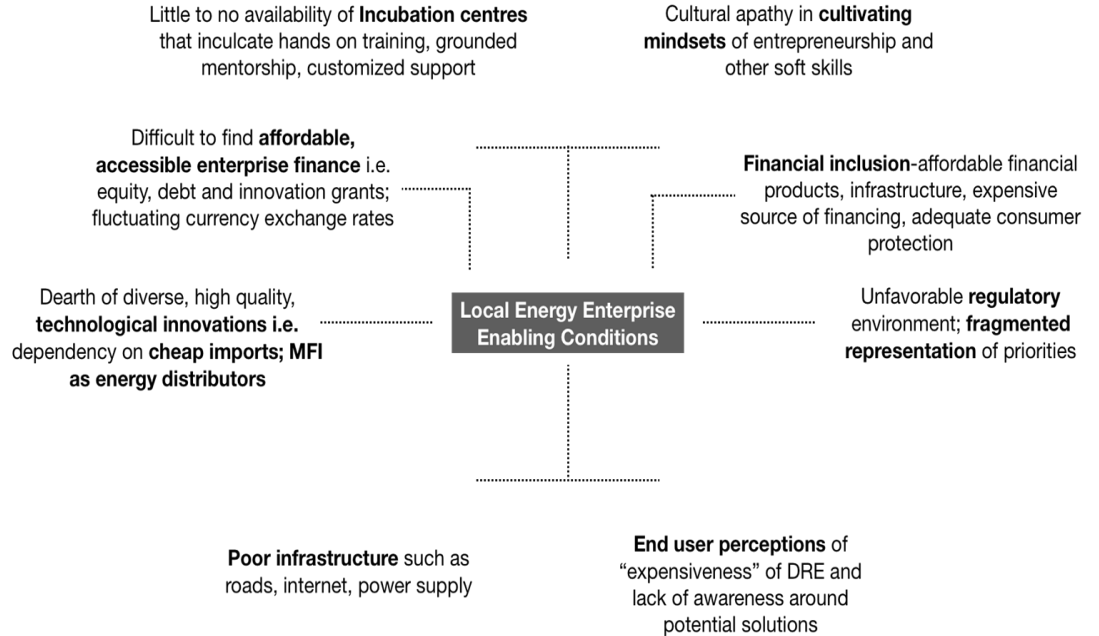 Little to no availability of Incubation centres
that inculcate hands on training, grounded
mentorship, customized support
Cultural apathy in cultivating
mindsets of entrepreneurship and
other soft skills
Difficult to find affordable,
accessible enterprise finance i.e.
equity, debt and innovation grants;
fluctuating currency exchange rates
Financial inclusion-affordable financial
products, infrastructure, expensive
source of financing, adequate consumer
protection
Dearth of diverse, high quality,
technological innovations i.e.
dependency on cheap imports; MFI
as energy distributors
Local Energy Enterprise
Enabling Conditions
Unfavorable regulatory
environment; fragmented
representation of priorities
Poor infrastructure such as
roads, internet, power supply
End user perceptions of
“expensiveness” of DRE and
lack of awareness around
potential solutions